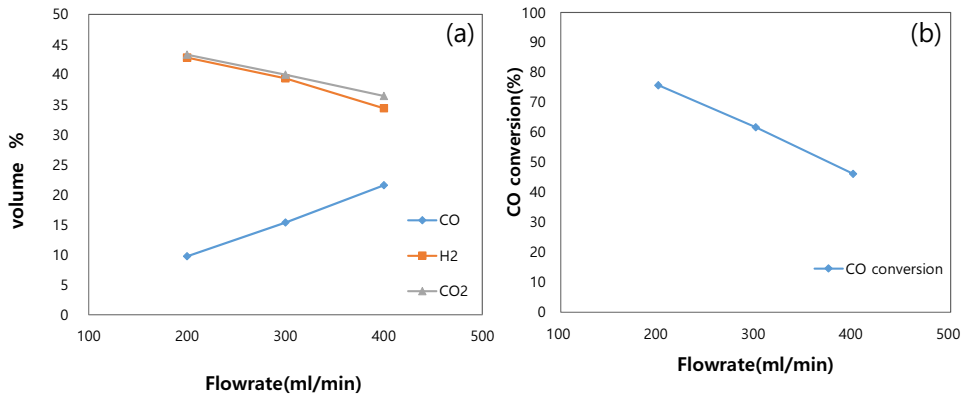 (a)
volume %
50
45
40
35
30
25
20
15
10
5
0
CO
H2
CO2
100 200 300 400 500
Flowrate(ml/min)
(b)
CO conversion(%)
100
90
80
70
60
50
40
30
20
10
0
CO conversion
100 200 300 400 500
Flowrate(ml/min)